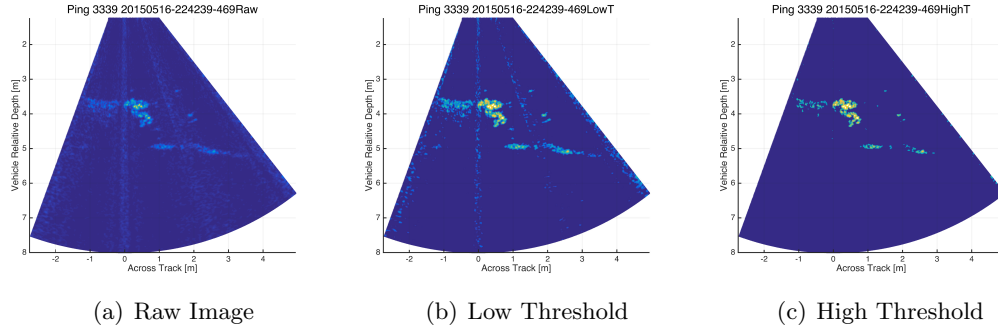 Ping 3339 20150516-224239-469Raw
2
3
4
5
6
7
8
Vehicle Relaitive Depth [m]
-2 -1 0 1 2 3 4
Across Track [m]
(a) Raw Image
Ping 3339 20150516-224239-469LowT
2
3
4
5
6
7
8
Vehicle Relaitive Depth [m]
-2 -1 0 1 2 3 4
Across Track [m]
(b) Low Threshold
Ping 3339 20150516-224239-469HighT
2
3
4
5
6
7
8
Vehicle Relaitive Depth [m]
-2 -1 0 1 2 3 4
Across Track [m]
(c) High Threshold